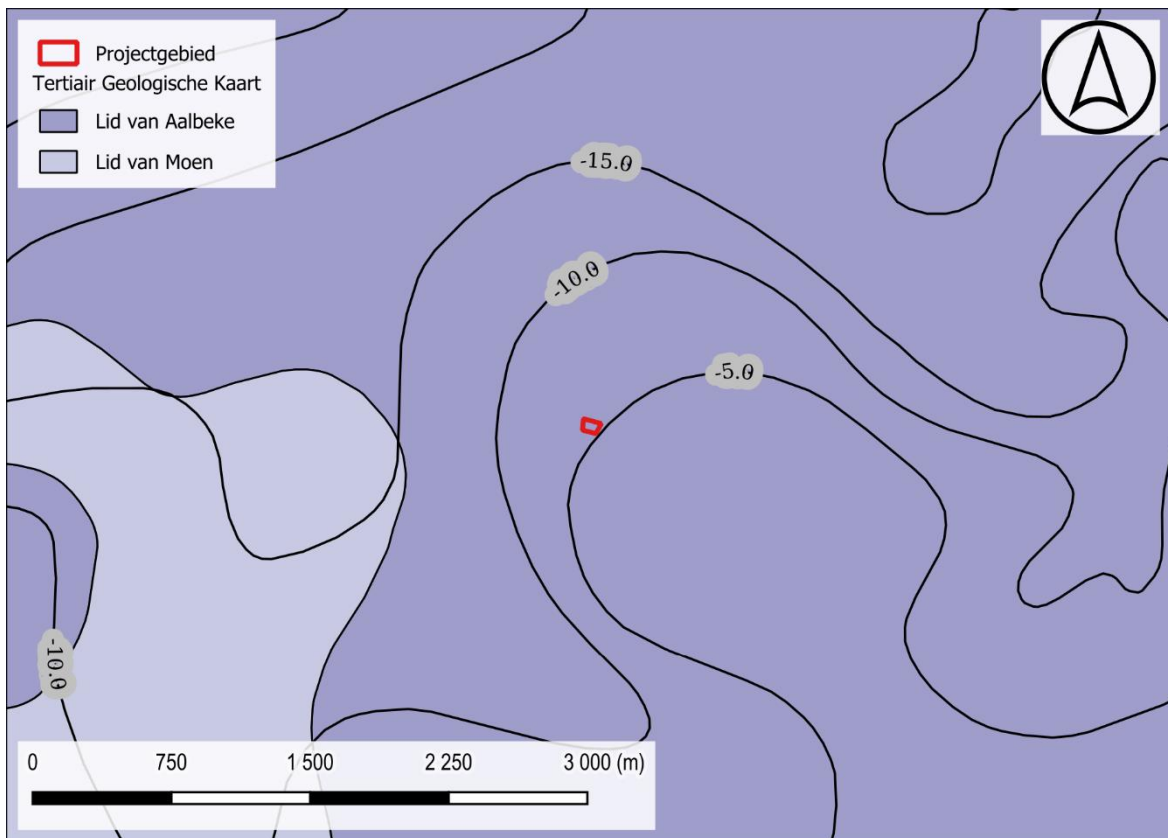 Projectgebied
Tertiair Geologische Kaart
Lid van Aalbeke
Lid van Moen
-15.0
-10.0
-5.0
-10.0
0 750 1 500 2 250 3 000 (m)